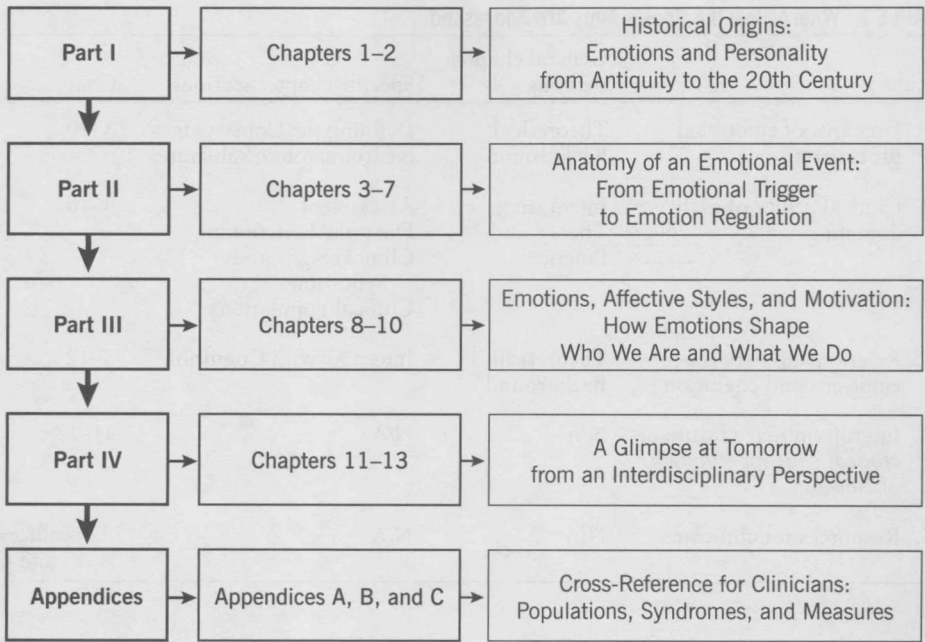 Part I
Chapters 1–2
Historical Origins:
Emotions and Personality
from Antiquity to the 20th Century
Part II
Chapters 3–7
Anatomy of an Emotional Event:
From Emotional Trigger
to Emotion Regulation
Part III
Chapters 8–10
Emotions, Affective Styles, and Motivation:
How Emotions Shape
Who We Are and What We Do
Part IV
Chapters 11–13
A Glimpse at Tomorrow
from an Interdisciplinary Perspective
Appendices
Appendices A, B, and C
Cross-Reference for Clinicians:
Populations, Syndromes, and Measures